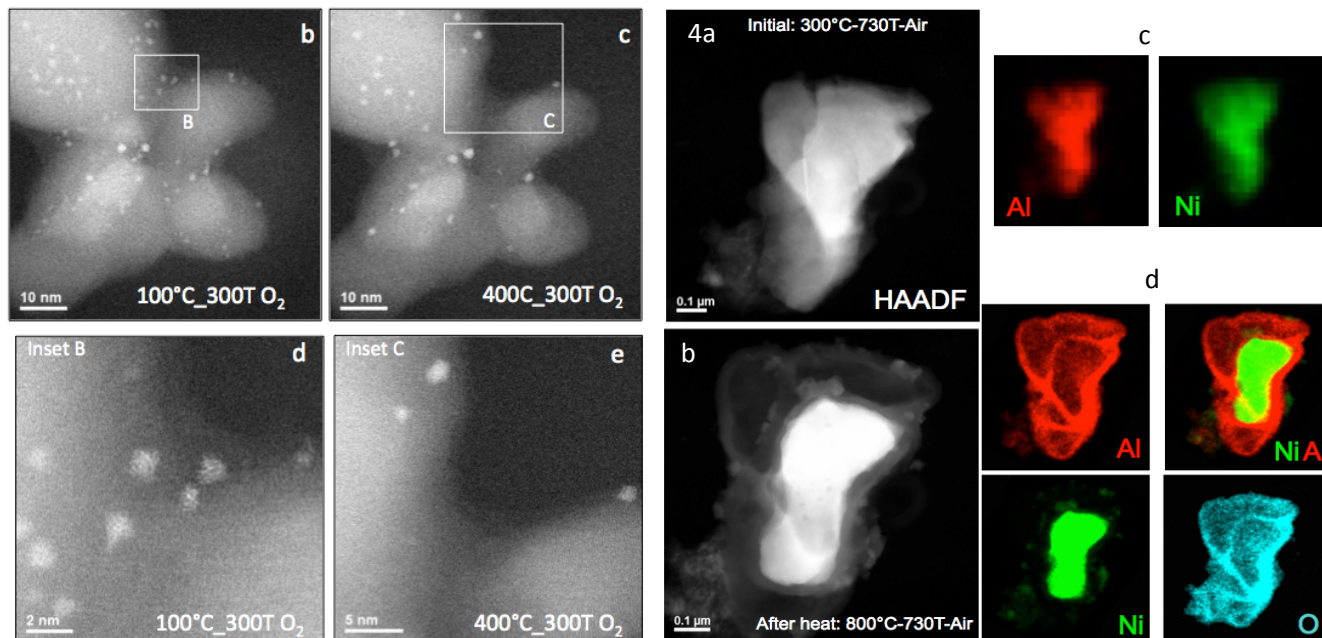 b
B
10 nm
100°C_300T O₂
c
C
10 nm
400C_300T O₂
Inset B
d
2 nm
100°C_300T O₂
Inset C
e
5 nm
400°C_300T O₂
4a
Initial: 300°C-730T-Air
0.1 μm
HAADF
b
0.1 μm
After heat: 800°C-730T-Air
c
Al
Ni
d
Al
Ni A
Ni
O